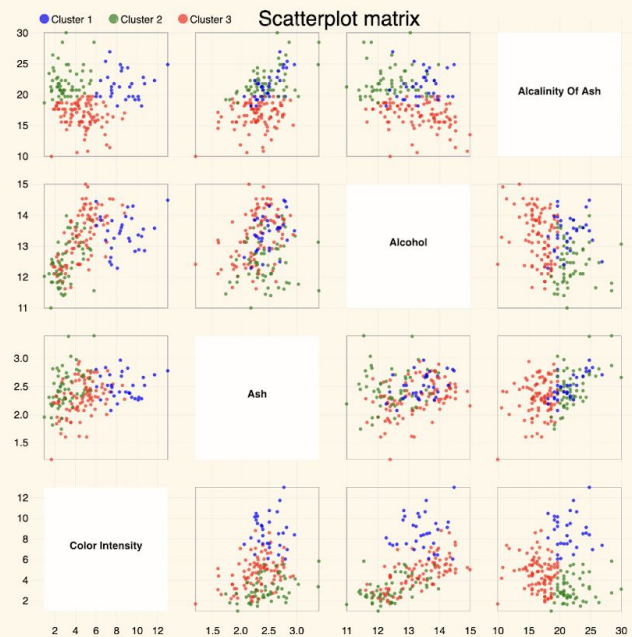 Scatterplot matrix
Cluster 1 Cluster 2 Cluster 3
30
25
20
15
10
Alcalinity Of Ash
15
14
13
12
11
Alcohol
3.0
2.5
2.0
1.5
Ash
12
10
8
6
4
2
Color Intensity
2 4 6 8 10 12 1.5 2.0 2.5 3.0 11 12 13 14 15 10 15 20 25 30